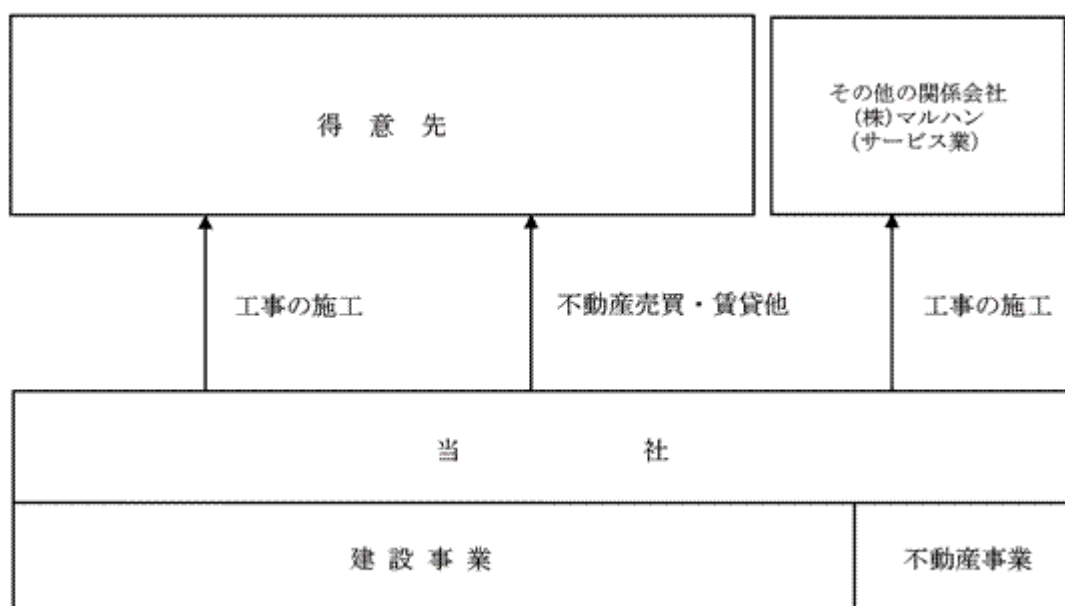 得意先
その他の関係会社
(株)マルハン
(サービス業)
工事の施工
不動産売買・賃貸他
工事の施工
当社
建設事業
不動産事業